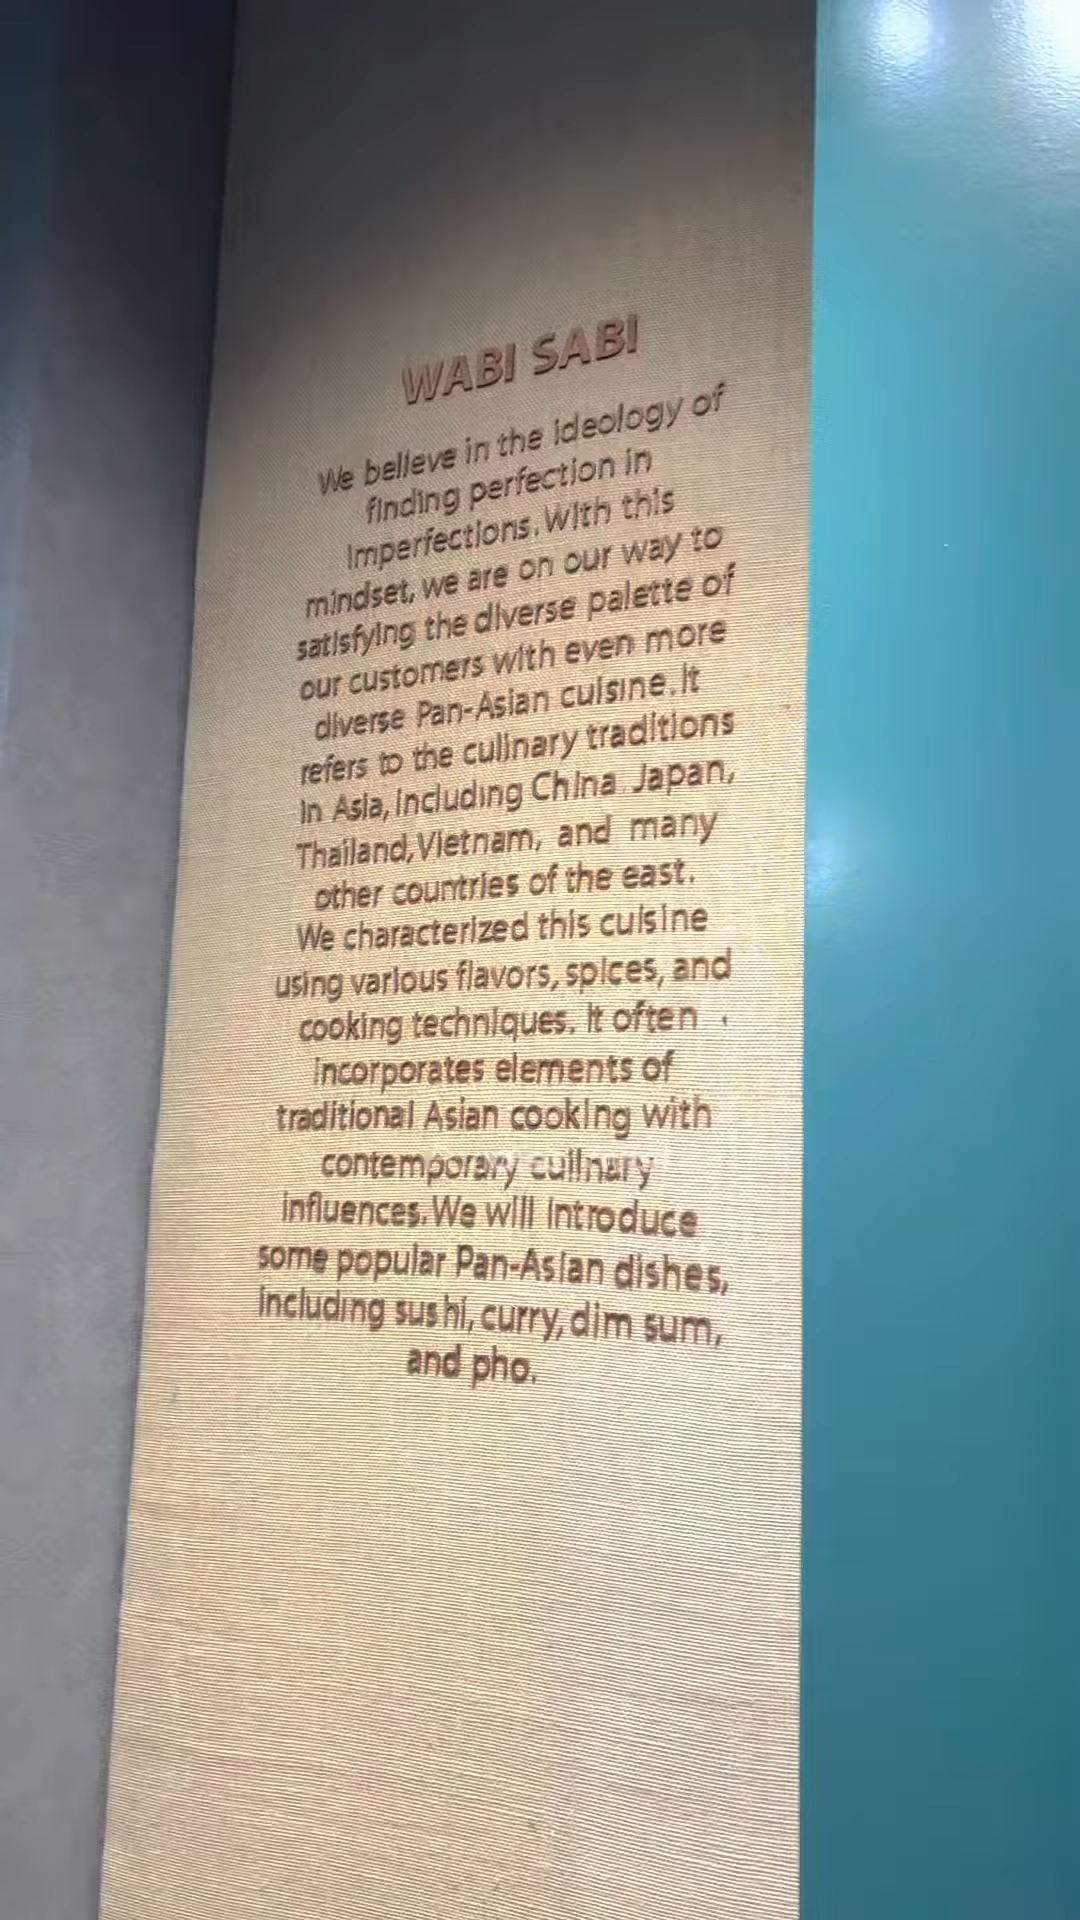 WABI SABI
We believe in the ideology of
finding perfection in
imperfections. With this
mindset, we are on our way to
satisfying the diverse palette of
our customers with even more
diverse Pan-Asian cuisine. It
refers to the culinary traditions
in Asia, including China Japan,
Thailand, Vietnam, and many
other countries of the east.
We characterized this cuisine
using various flavors, spices, and
cooking techniques. It often
incorporates elements of
traditional Asian cooking with
contemporary culinary
influences. We will introduce
some popular Pan-Asian dishes,
including sushi, curry, dim sum,
and pho.